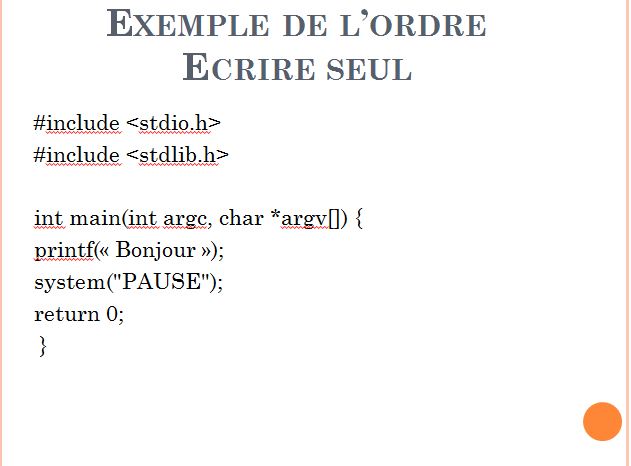 EXEMPLE DE L’ORDRE
ECRIRE SEUL
#include <stdio.h>
#include <stdlib.h>
int main(int argc, char *argv[]) {
printf(« Bonjour »);
system("PAUSE");
return 0;
}